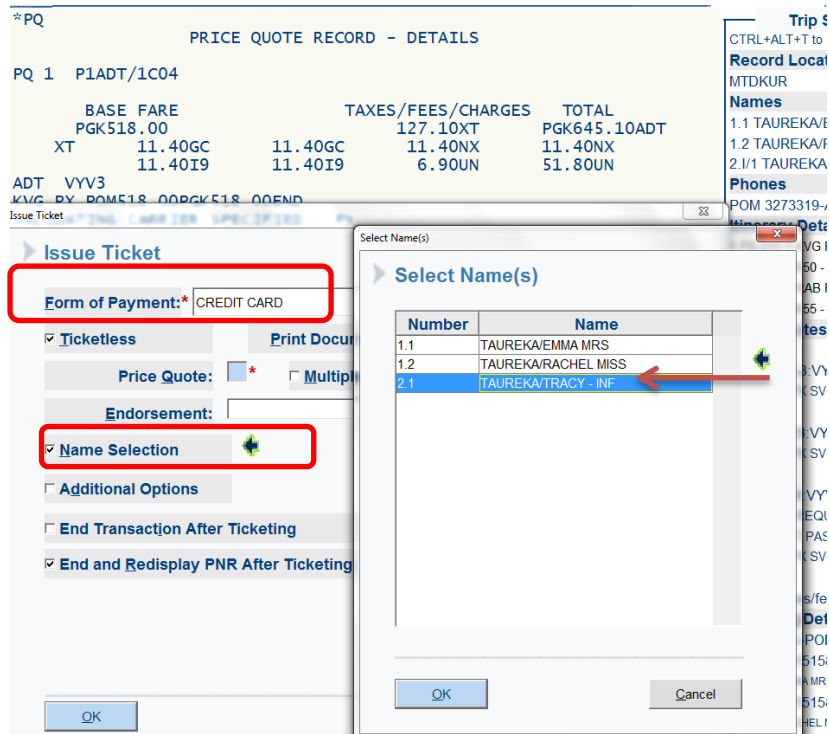 *PQ
PRICE QUOTE RECORD - DETAILS
PQ 1 P1ADT/1C04
BASE FARE TAXES/FEES/CHARGES TOTAL
PGK518.00 127.10XT PGK645.10ADT
XT 11.40GC 11.40GC 11.40NX 11.40NX
11.40I9 11.40I9 6.90UN 51.80UN
ADT VYV3
KVG PX POM518.00PGK518.00END
Trip S
CTRL+ALT+T to
Record Locat
MTDKUR
Names
1.1 TAUREKA/E
1.2 TAUREKA/
2.I/1 TAUREKA
Phones
POM 3273319-
Issue Ticket
Issue Ticket
Form of Payment:* CREDIT CARD
Ticketless
Print Docu
Price Quote: *
Multipl
Endorsement:
Name Selection
Additional Options
End Transaction After Ticketing
End and Redisplay PNR After Ticketing
OK
Select Name(s)
Select Name(s)
Number Name
1.1 TAUREKA/EMMA MRS
1.2 TAUREKA/RACHEL MISS
2.1 TAUREKA/TRACY - INF
OK
Cancel